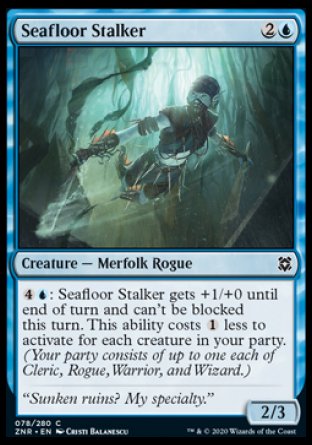 Seafloor Stalker 2
Creature — Merfolk Rogue
4 : Seafloor Stalker gets +1/+0 until
end of turn and can't be blocked
this turn. This ability costs 1 less to
activate for each creature in your party.
(Your party consists of up to one each of
Cleric, Rogue, Warrior, and Wizard.)
"Sunken ruins? My specialty."
2/3
078/280 C
ZNR • EN Cristi Balanescu
™ & © 2020 Wizards of the Coast